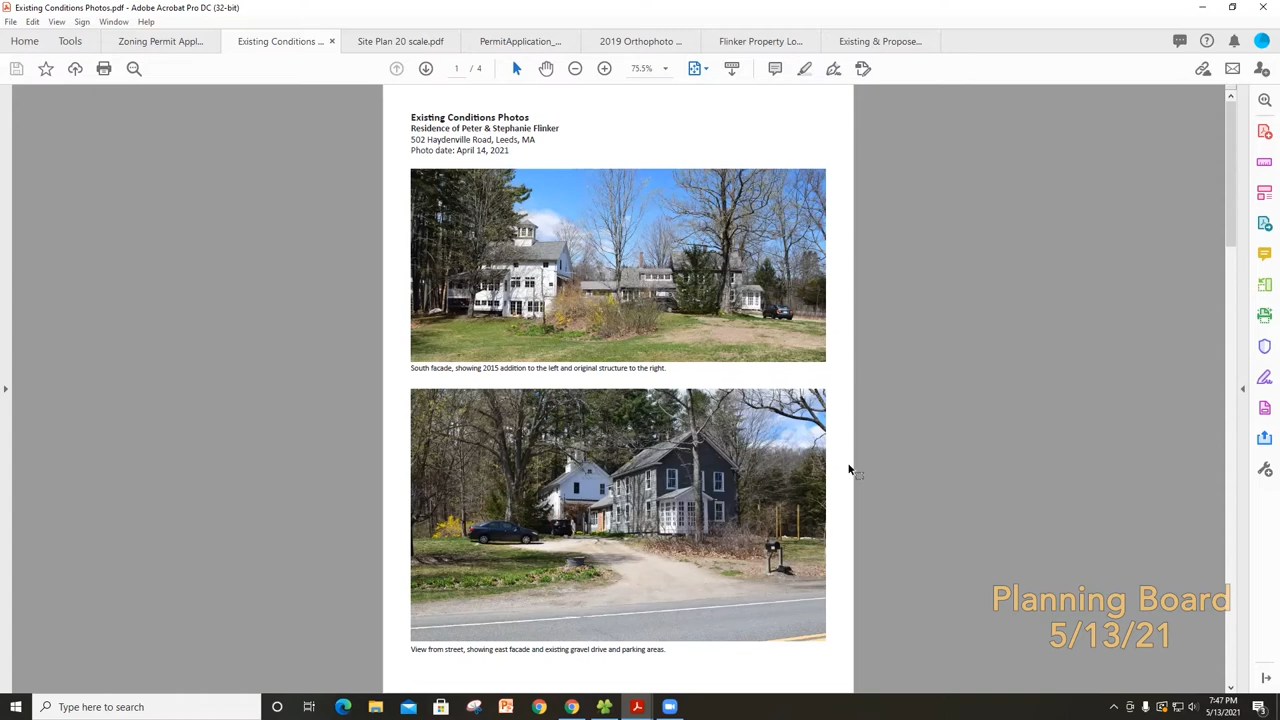 Existing Conditions Photos.pdf - Adobe Acrobat Pro DC (32-bit)
File Edit View Sign Window Help
Home Tools Zoning Permit Appl... Existing Conditions ... × Site Plan 20 scale.pdf PermitApplication_... 2019 Orthophoto ... Flinker Property Lo... Existing & Propose...
1 / 4 75.5%
Existing Conditions Photos
Residence of Peter & Stephanie Flinker
502 Haydenville Road, Leeds, MA
Photo date: April 14, 2021
South facade, showing 2015 addition to the left and original structure to the right.
View from street, showing east facade and existing gravel drive and parking areas.
Planning Board
5/13/21
Type here to search
7:47 PM
5/13/2021